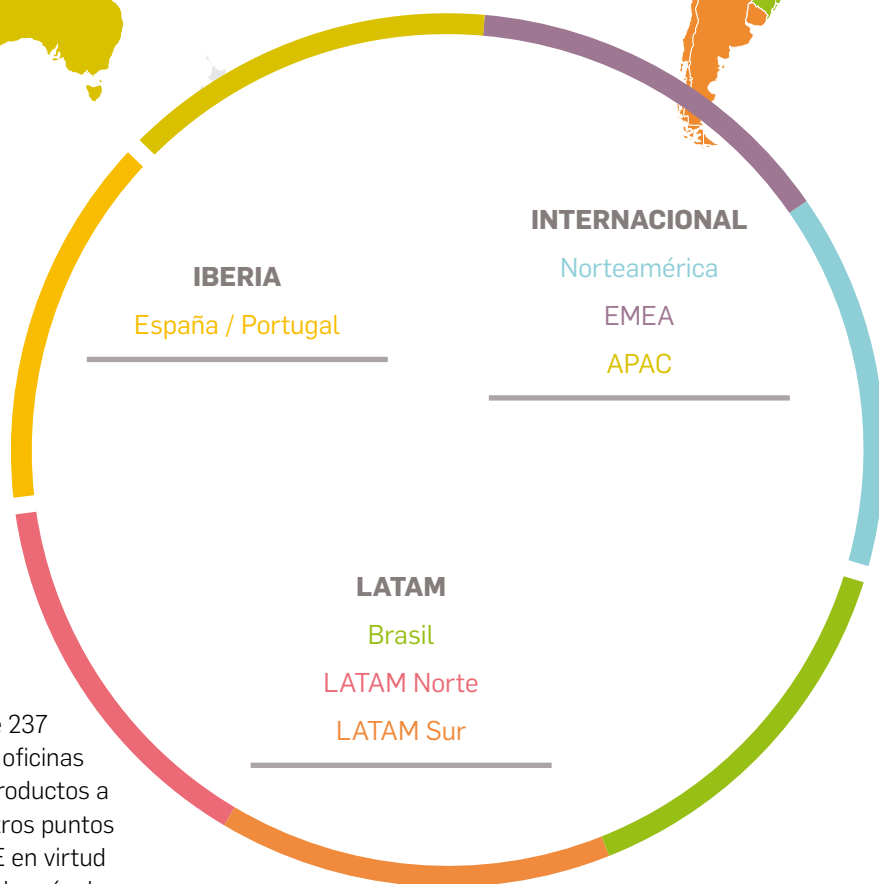 IBERIA
España / Portugal
INTERNACIONAL
Norteamérica
EMEA
APAC
LATAM
Brasil
LATAM Norte
LATAM Sur
237
oficinas
roductos a
tros puntos
E en virtud